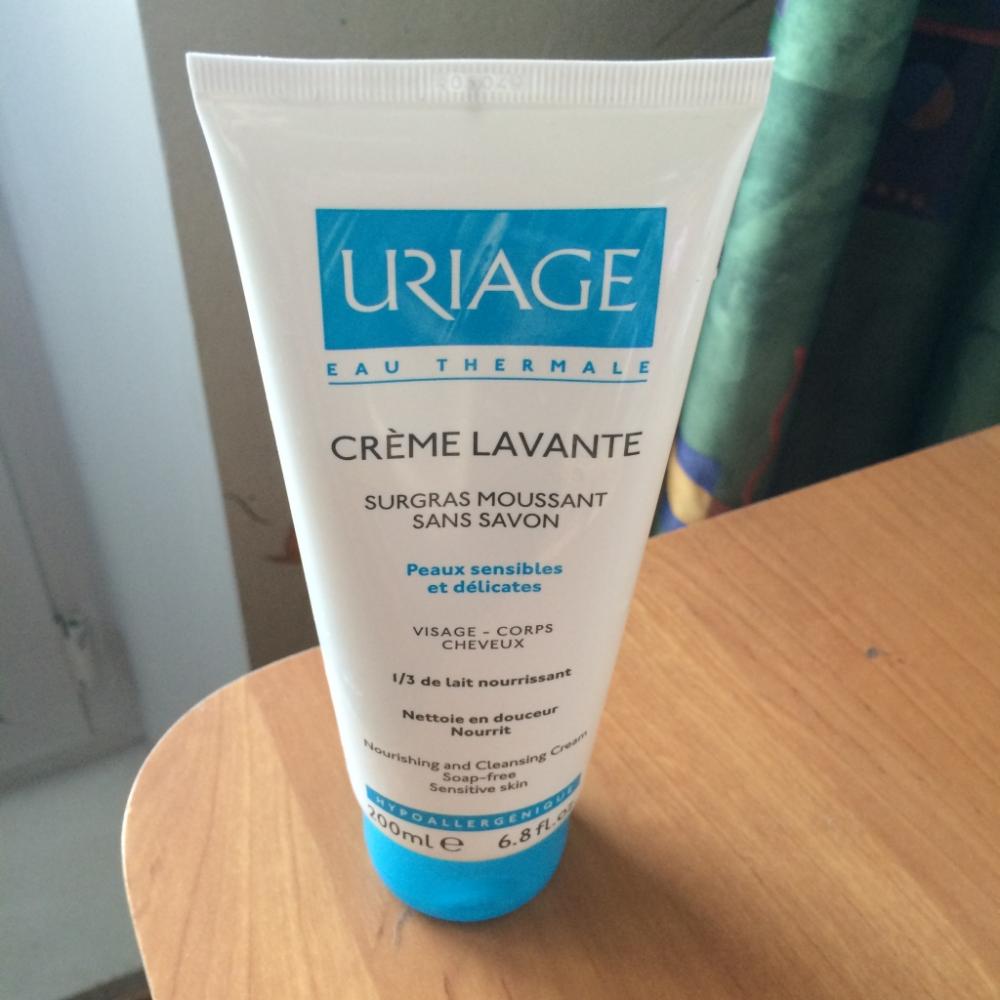 URIAGE
EAU THERMALE
CRÈME LAVANTE
SURGRAS MOUSSANT
SANS SAVON
Peaux sensibles
et délicates
VISAGE - CORPS
CHEVEUX
1/3 de lait nourrissant
Nettoie en douceur
Nourrit
Nourishing and Cleansing Cream
Soap-free
Sensitive skin
HYPOALLERGÉNIQUE
200ml e 6.8 fl.oz